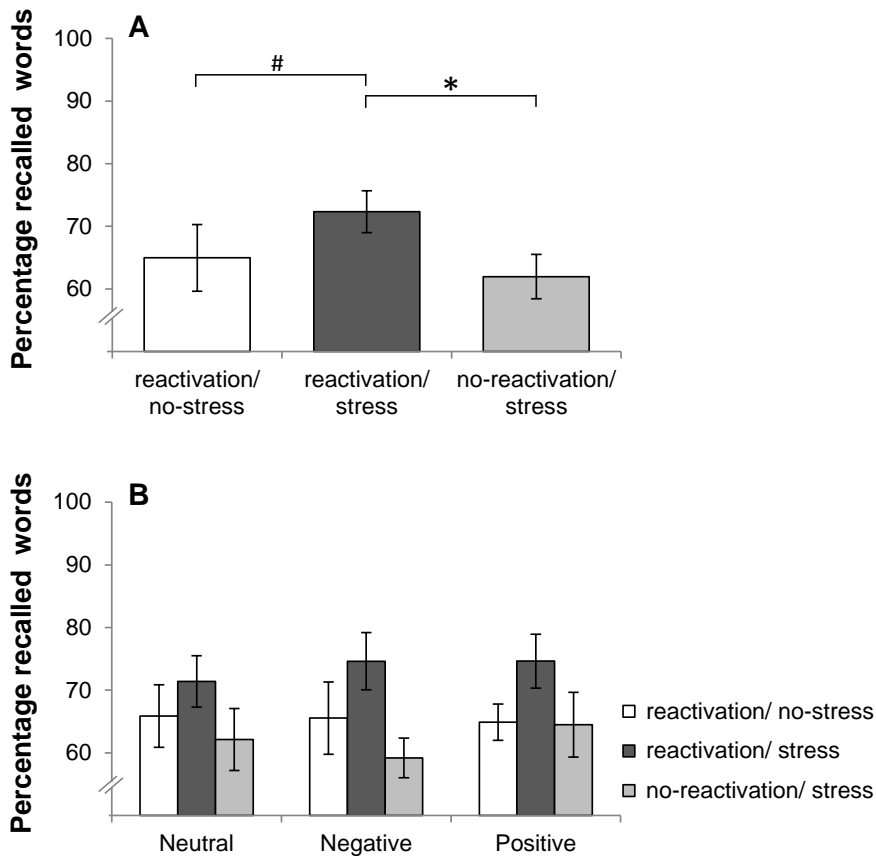 A
Percentage recalled words
100
90
80
70
60
#
*
reactivation/
no-stress
reactivation/
stress
no-reactivation/
stress
B
Percentage recalled words
100
90
80
70
60
Neutral
Negative
Positive
reactivation/ no-stress
reactivation/ stress
no-reactivation/ stress